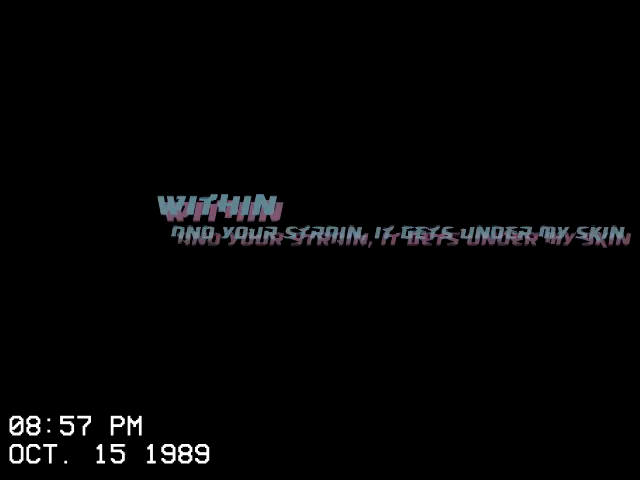 WITHIN
AND YOUR STRAIN, IT GETS UNDER MY SKIN
08:57 PM
OCT. 15 1989